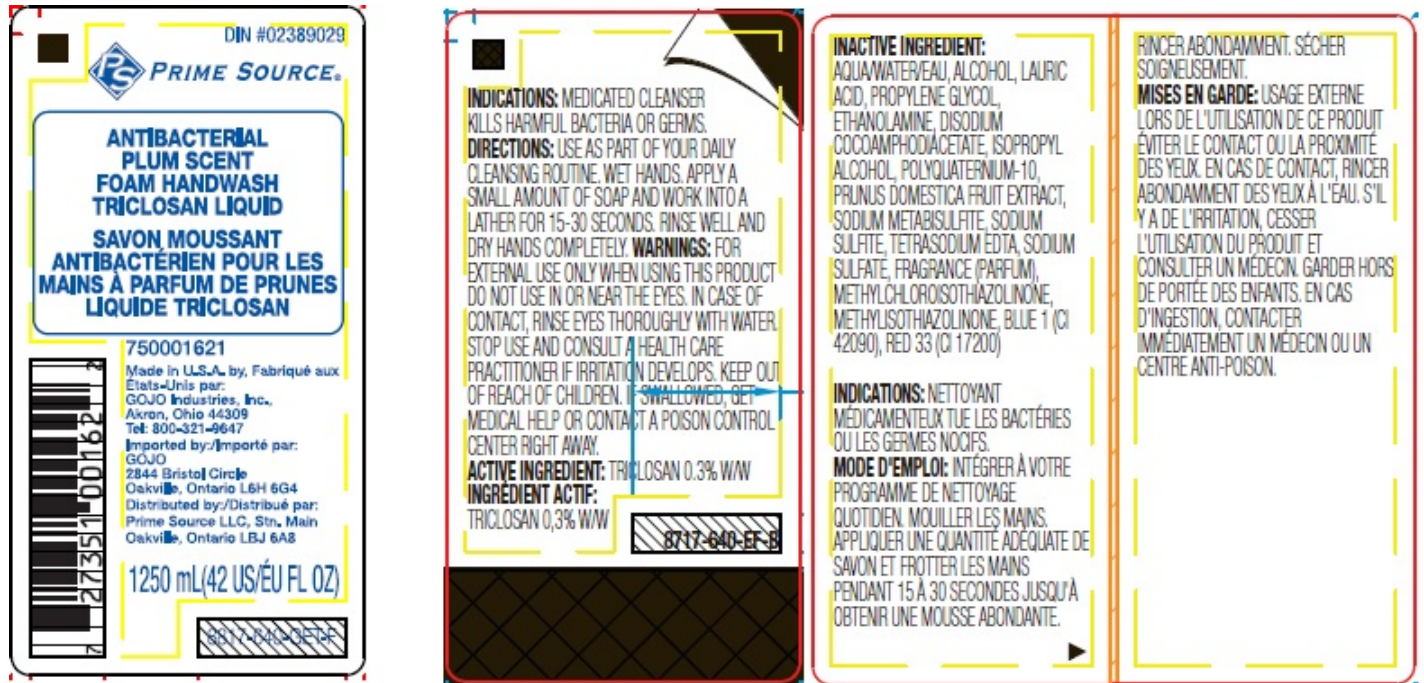 DIN #02389029
PS
PRIME SOURCE®
ANTIBACTERIAL
PLUM SCENT
FOAM HANDWASH
TRICLOSAN LIQUID
SAVON MOUSSANT
ANTIBACTÉRIEN POUR LES
MAINS À PARFUM DE PRUNES
LIQUIDE TRICLOSAN
750001621
Made in U.S.A. by, Fabriqué aux
États-Unis par:
GOJO Industries, Inc.,
Akron, Ohio 44309
Tel: 800-321-9647
Imported by:/Importé par:
GOJO
2844 Bristol Circle
Oakville, Ontario L6H 6G4
Distributed by:/Distribué par:
Prime Source LLC, Stn. Main
Oakville, Ontario LBJ 6A8
1250 mL(42 US/ÉU FL OZ)
7 27351 00162 2
INDICATIONS: MEDICATED CLEANSER
KILLS HARMFUL BACTERIA OR GERMS.
DIRECTIONS: USE AS PART OF YOUR DAILY
CLEANSING ROUTINE. WET HANDS. APPLY A
SMALL AMOUNT OF SOAP AND WORK INTO A
LATHER FOR 15-30 SECONDS. RINSE WELL AND
DRY HANDS COMPLETELY. WARNINGS: FOR
EXTERNAL USE ONLY WHEN USING THIS PRODUCT
DO NOT USE IN OR NEAR THE EYES. IN CASE OF
CONTACT, RINSE EYES THOROUGHLY WITH WATER.
STOP USE AND CONSULT A HEALTH CARE
PRACTITIONER IF IRRITATION DEVELOPS. KEEP OUT
OF REACH OF CHILDREN. IF SWALLOWED, GET
MEDICAL HELP OR CONTACT A POISON CONTROL
CENTER RIGHT AWAY.
ACTIVE INGREDIENT: TRICLOSAN 0.3% W/W
INGRÉDIENT ACTIF:
TRICLOSAN 0,3% W/W
8717-640-EF-B
INACTIVE INGREDIENT:
AQUA/WATER/EAU, ALCOHOL, LAURIC
ACID, PROPYLENE GLYCOL,
ETHANOLAMINE, DISODIUM
COCOAMPHODIACETATE, ISOPROPYL
ALCOHOL, POLYQUATERNIUM-10,
PRUNUS DOMESTICA FRUIT EXTRACT,
SODIUM METABISULFITE, SODIUM
SULFITE, TETRASODIUM EDTA, SODIUM
SULFATE, FRAGRANCE (PARFUM),
METHYLCHLOROISOTHIAZOLINONE,
METHYLISOTHIAZOLINONE, BLUE 1 (CI
42090), RED 33 (CI 17200)
INDICATIONS: NETTOYANT
MÉDICAMENTEUX TUE LES BACTÉRIES
OU LES GERMES NOCIFS.
MODE D'EMPLOI: INTÉGRER À VOTRE
PROGRAMME DE NETTOYAGE
QUOTIDIEN. MOUILLER LES MAINS.
APPLIQUER UNE QUANTITÉ ADÉQUATE DE
SAVON ET FROTTER LES MAINS
PENDANT 15 À 30 SECONDES JUSQU'À
OBTENIR UNE MOUSSE ABONDANTE.
RINCER ABONDAMMENT. SÉCHER
SOIGNEUSEMENT.
MISES EN GARDE: USAGE EXTERNE
LORS DE L'UTILISATION DE CE PRODUIT
ÉVITER LE CONTACT OU LA PROXIMITÉ
DES YEUX. EN CAS DE CONTACT, RINCER
ABONDAMMENT DES YEUX À L'EAU. S'IL
Y A DE L'IRRITATION, CESSER
L'UTILISATION DU PRODUIT ET
CONSULTER UN MÉDECIN. GARDER HORS
DE PORTÉE DES ENFANTS. EN CAS
D'INGESTION, CONTACTER
IMMÉDIATEMENT UN MÉDECIN OU UN
CENTRE ANTI-POISON.